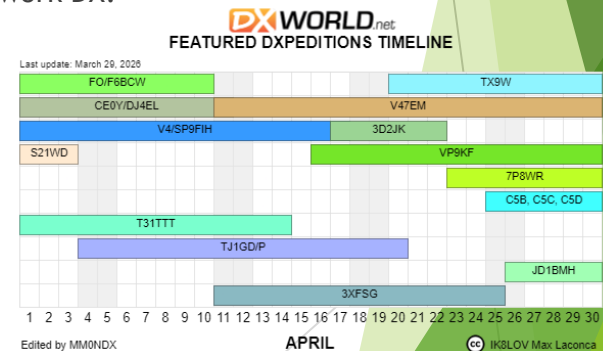 WORK DX!
DXWORLD.net
FEATURED DXPEDITIONS TIMELINE
Last update: March 29, 2026
FO/F6BCW TX9W
CE0Y/DJ4EL V47EM
V4/SP9FIH 3D2JK
S21WD VP9KF
7P8WR
C5B, C5C, C5D
T31TTT
TJ1GD/P
JD1BMH
3XFSG
1 2 3 4 5 6 7 8 9 10 11 12 13 14 15 16 17 18 19 20 21 22 23 24 25 26 27 28 29 30
Edited by MM0NDX APRIL cc IK8LOV Max Laconca